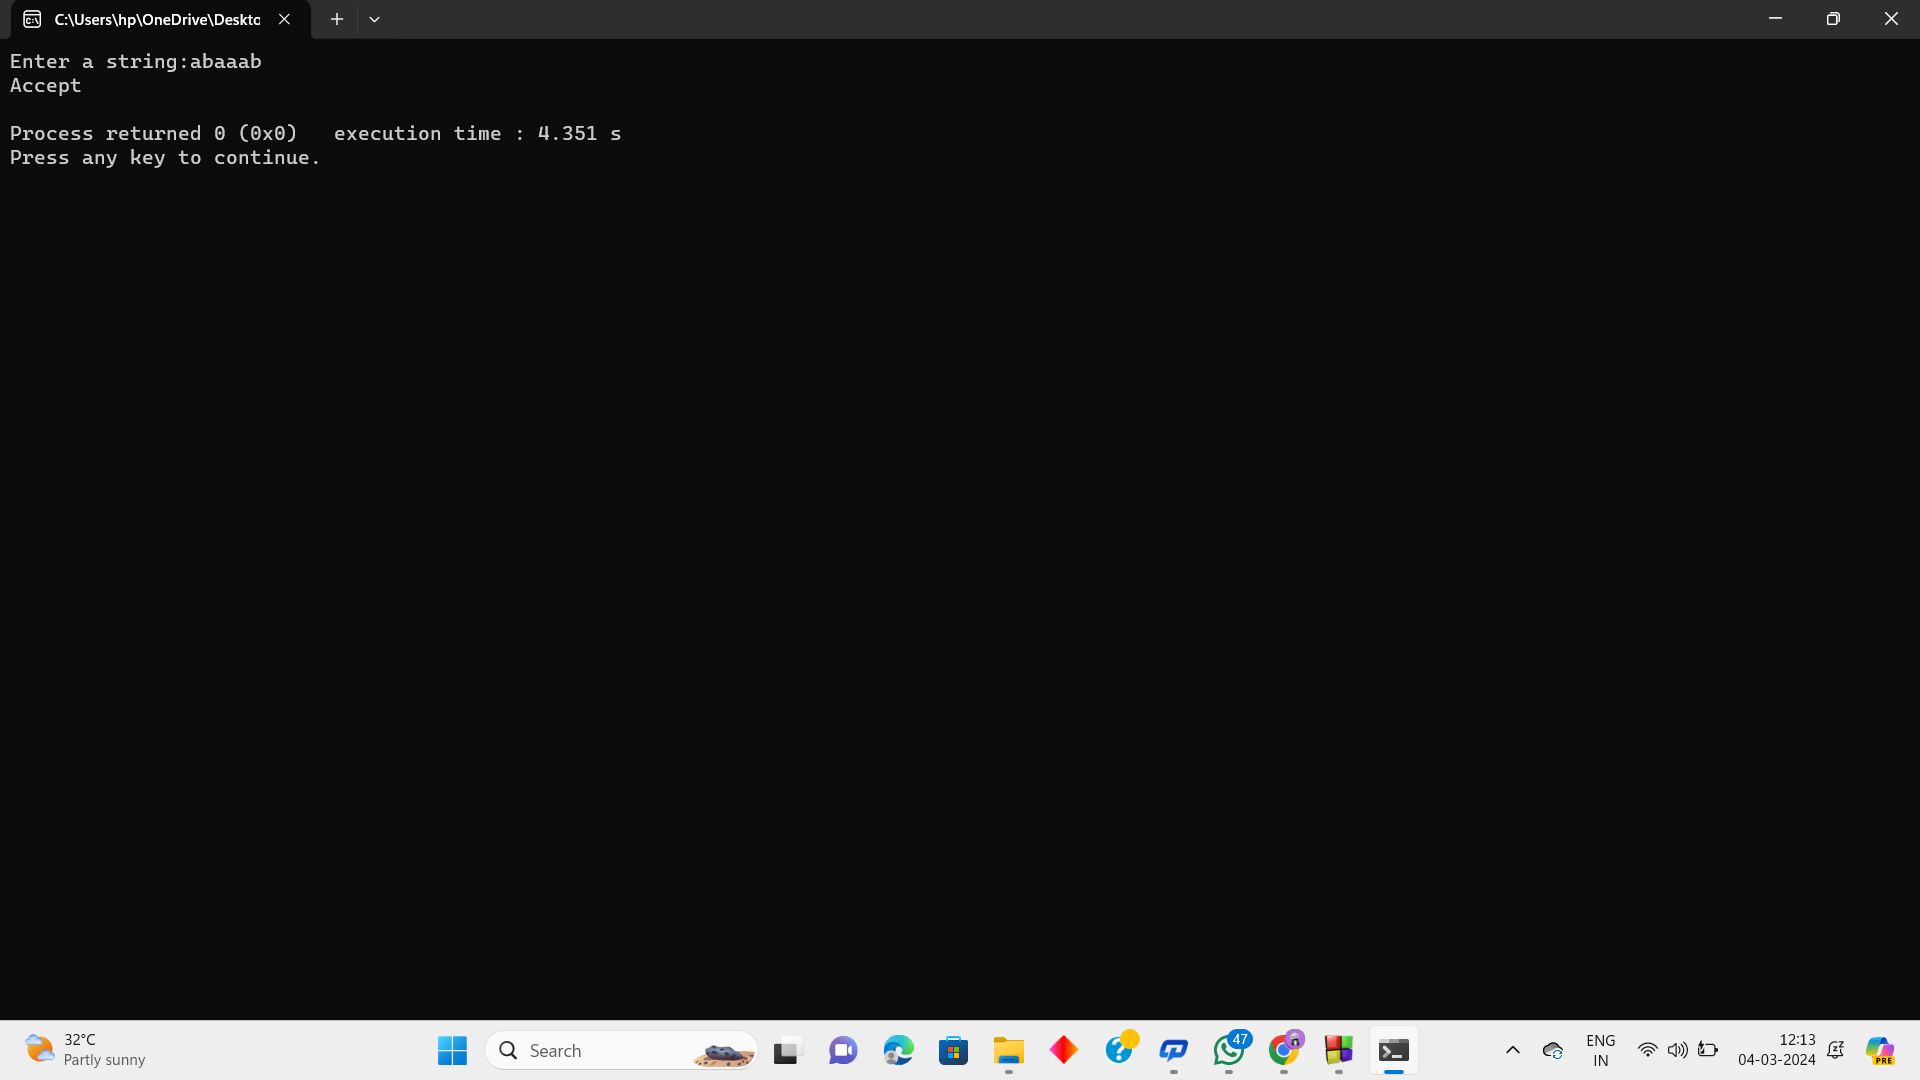 C:\Users\hp\OneDrive\Deskto
Enter a string:abaaab
Accept
Process returned 0 (0x0)   execution time : 4.351 s
Press any key to continue.
32°C
Partly sunny
Search
47
ENG
IN
12:13
04-03-2024
PRE